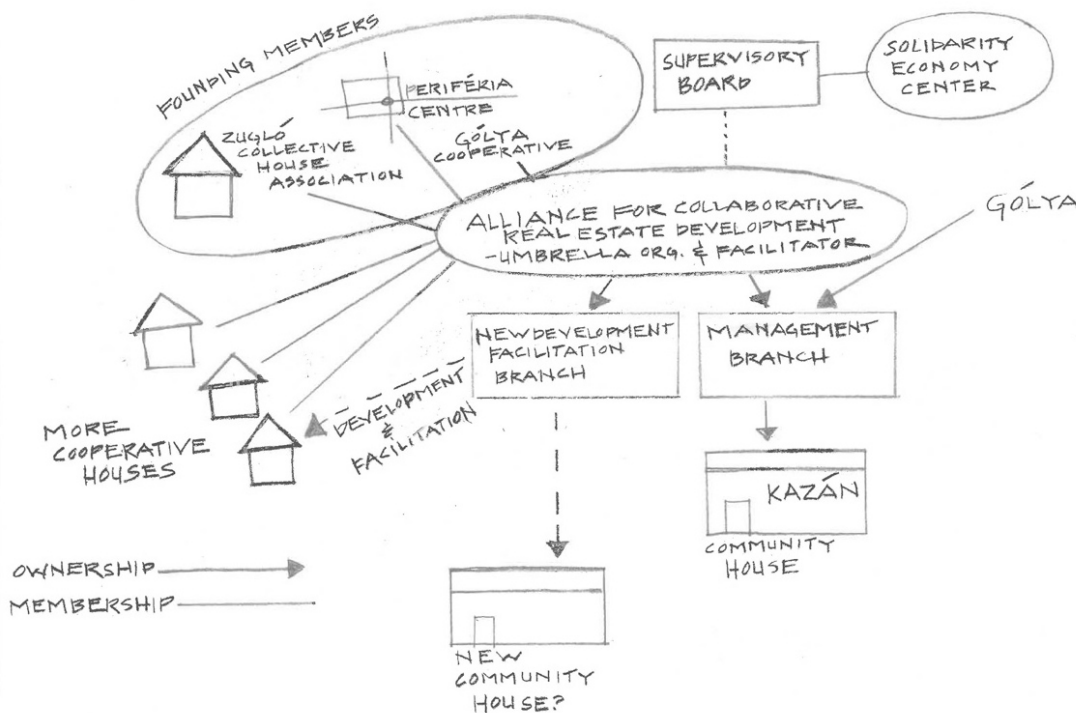 FOUNDING MEMBERS
PERIFÉRIA
CENTRE
ZUGLÓ
COLLECTIVE
HOUSE
ASSOCIATION
GÓLYA
COOPERATIVE
SUPERVISORY
BOARD
SOLIDARITY
ECONOMY
CENTER
ALLIANCE FOR COLLABORATIVE
REAL ESTATE DEVELOPMENT
-UMBRELLA ORG. & FACILITATOR
GÓLYA
NEW DEVELOPMENT
FACILITATION
BRANCH
MANAGEMENT
BRANCH
DEVELOPMENT
&
FACILITATION
MORE
COOPERATIVE
HOUSES
KAZÁN
COMMUNITY
HOUSE
OWNERSHIP
MEMBERSHIP
NEW
COMMUNITY
HOUSE?